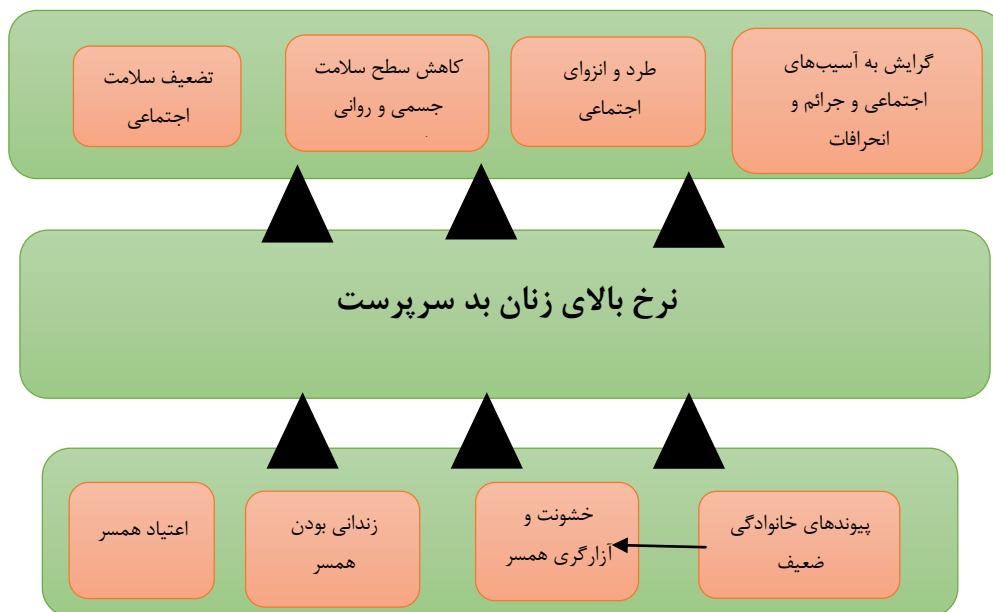 گرایش به آسیب‌های
اجتماعی و جرائم و
انحرافات
طرد و انزوای
اجتماعی
کاهش سطح سلامت
جسمی و روانی
.
تضعیف سلامت
اجتماعی
نرخ بالای زنان بد سرپرست
پیوندهای خانوادگی
ضعیف
خشونت و
آزارگری همسر
زندانی بودن
همسر
اعتیاد همسر